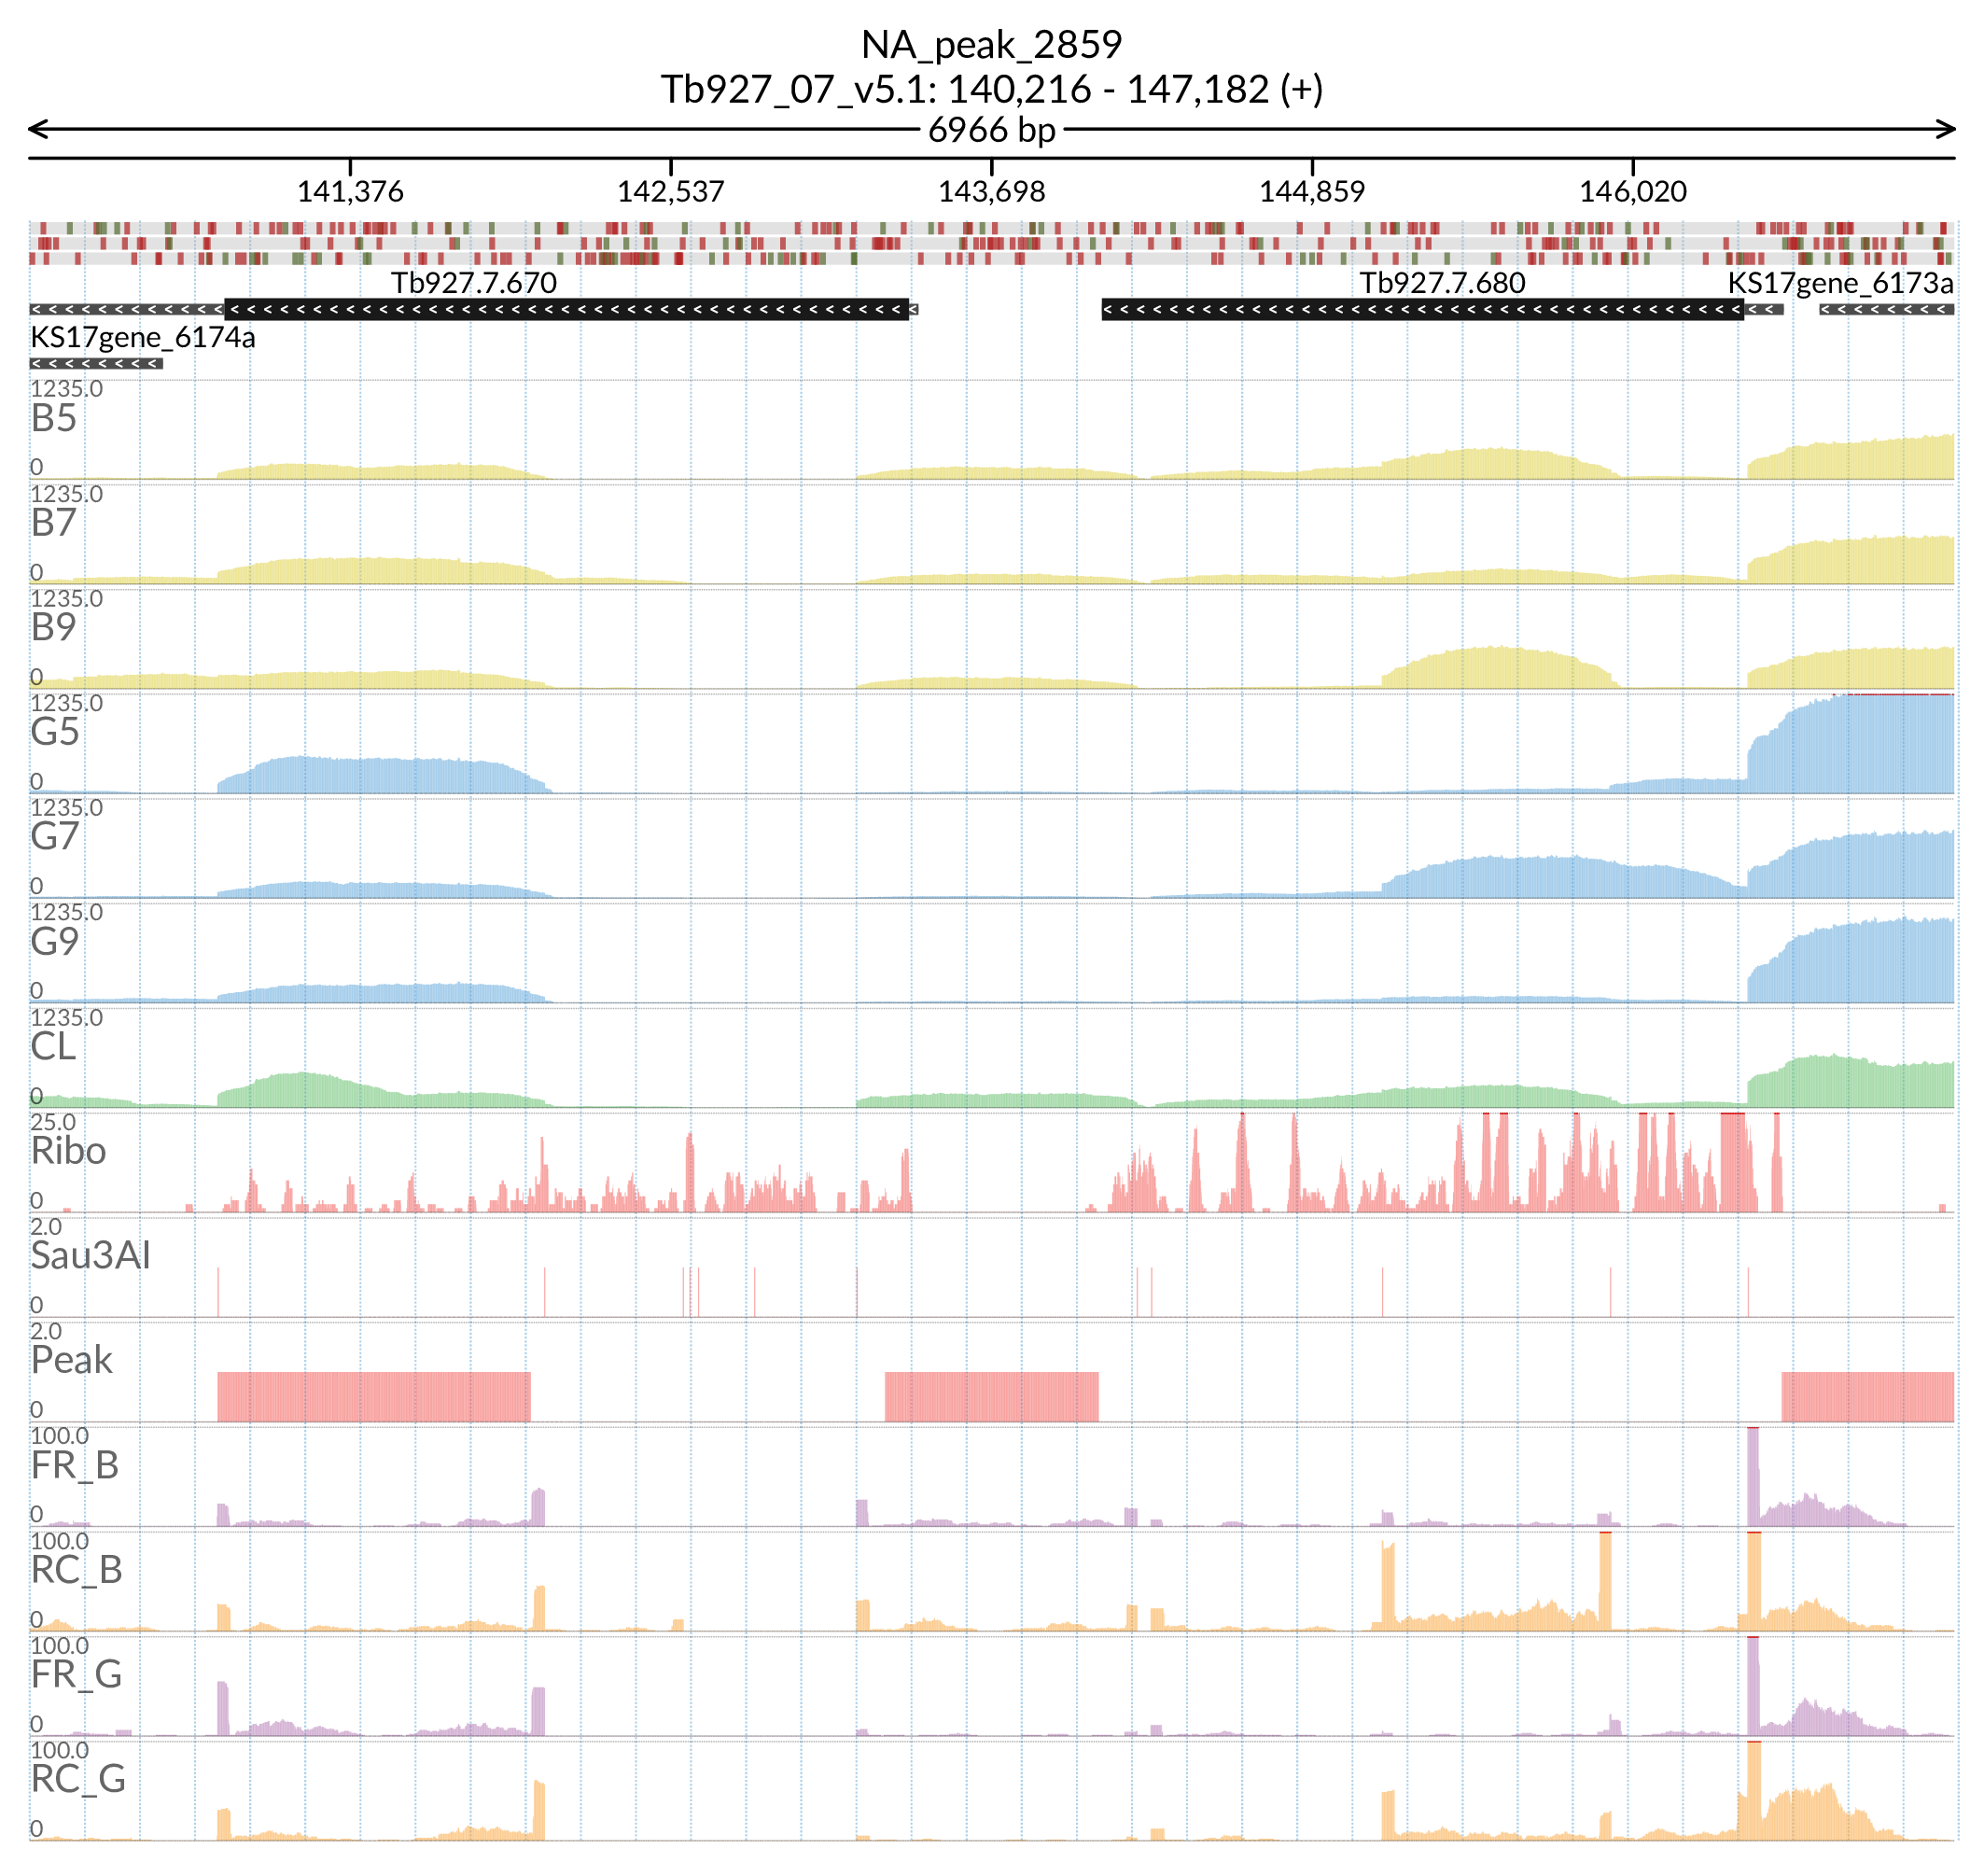 NA_peak_2859
Tb927_07_v5.1: 140,216 - 147,182 (+)
6966 bp
141,376 142,537 143,698 144,859 146,020
Tb927.7.670 Tb927.7.680 KS17gene_6173a
KS17gene_6174a
1235.0
B5
0
1235.0
B7
0
1235.0
B9
0
1235.0
G5
0
1235.0
G7
0
1235.0
G9
0
1235.0
CL
0
25.0
Ribo
0
2.0
Sau3AI
0
2.0
Peak
0
100.0
FR_B
0
100.0
RC_B
0
100.0
FR_G
0
100.0
RC_G
0